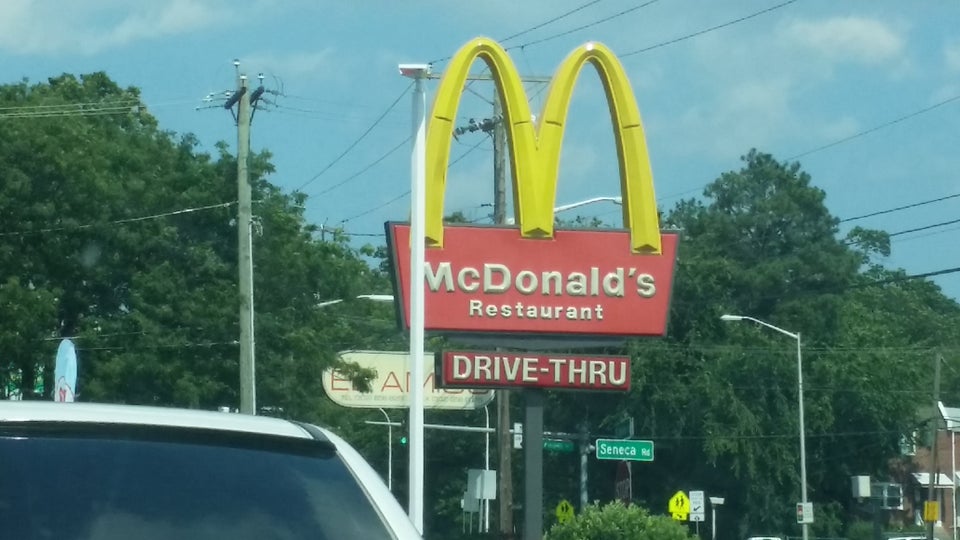 McDonald's
Restaurant
DRIVE-THRU
Seneca Rd